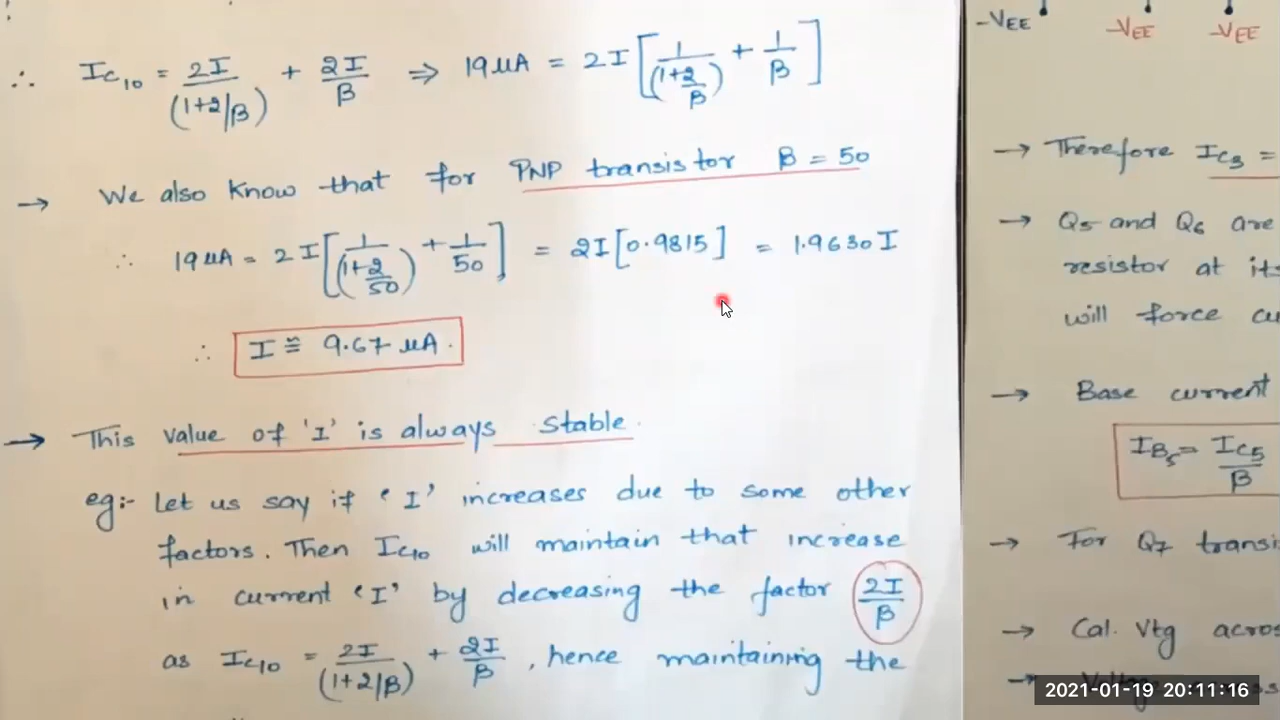 ∴ IC10 = 2I/(1+2/β) + 2I/β ⇒ 19μA = 2I[1/(1+2/β) + 1/β]
→ We also know that for PNP transistor β = 50
∴ 19μA = 2I[1/(1+2/50) + 1/50] = 2I[0.9815] = 1.9630I
∴ I ≅ 9.67 μA.
→ This value of 'I' is always stable.
eg:- Let us say if 'I' increases due to some other
factors. Then IC10 will maintain that increase
in current 'I' by decreasing the factor 2I/β
as IC10 = 2I/(1+2/β) + 2I/β, hence maintaining the
-VEE -VEE -VEE
→ Therefore IC3 =
→ Q5 and Q6 are
resistor at its
will force cu
→ Base current
IB5 = IC5/β
→ For Q7 transi
→ Cal. Vtg acros
2021-01-19 20:11:16